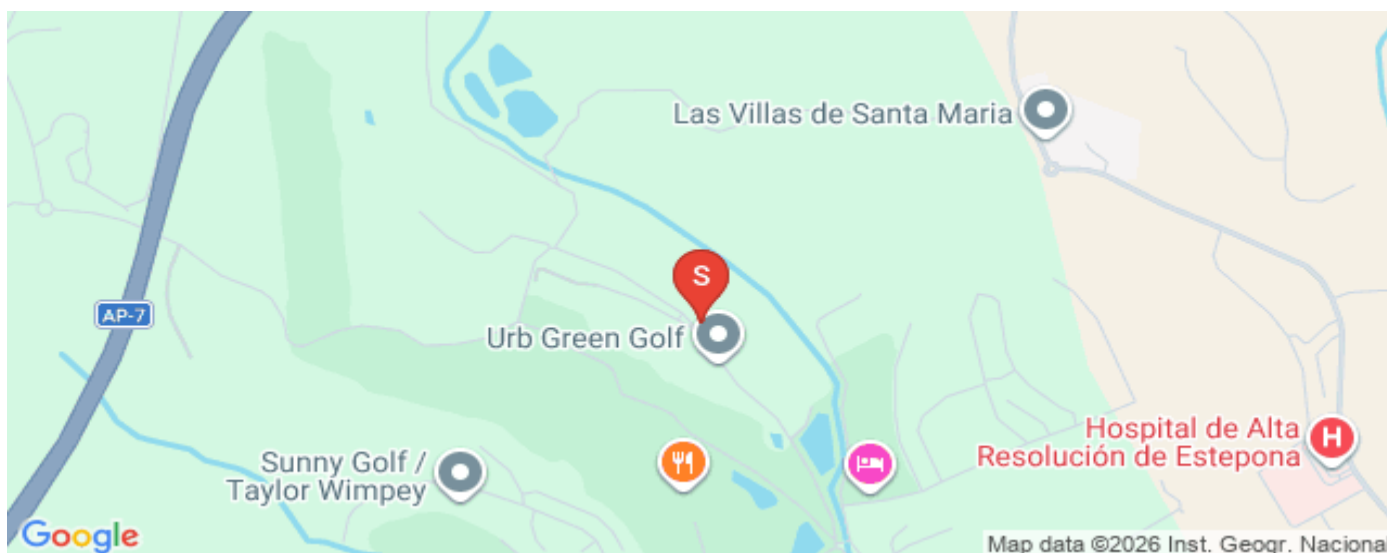 Las Villas de Santa Maria
S
AP-7
Urb Green Golf
Hospital de Alta
Resolución de Estepona
H
Sunny Golf /
Taylor Wimpey
Google
Map data ©2026 Inst. Geogr. Naciona